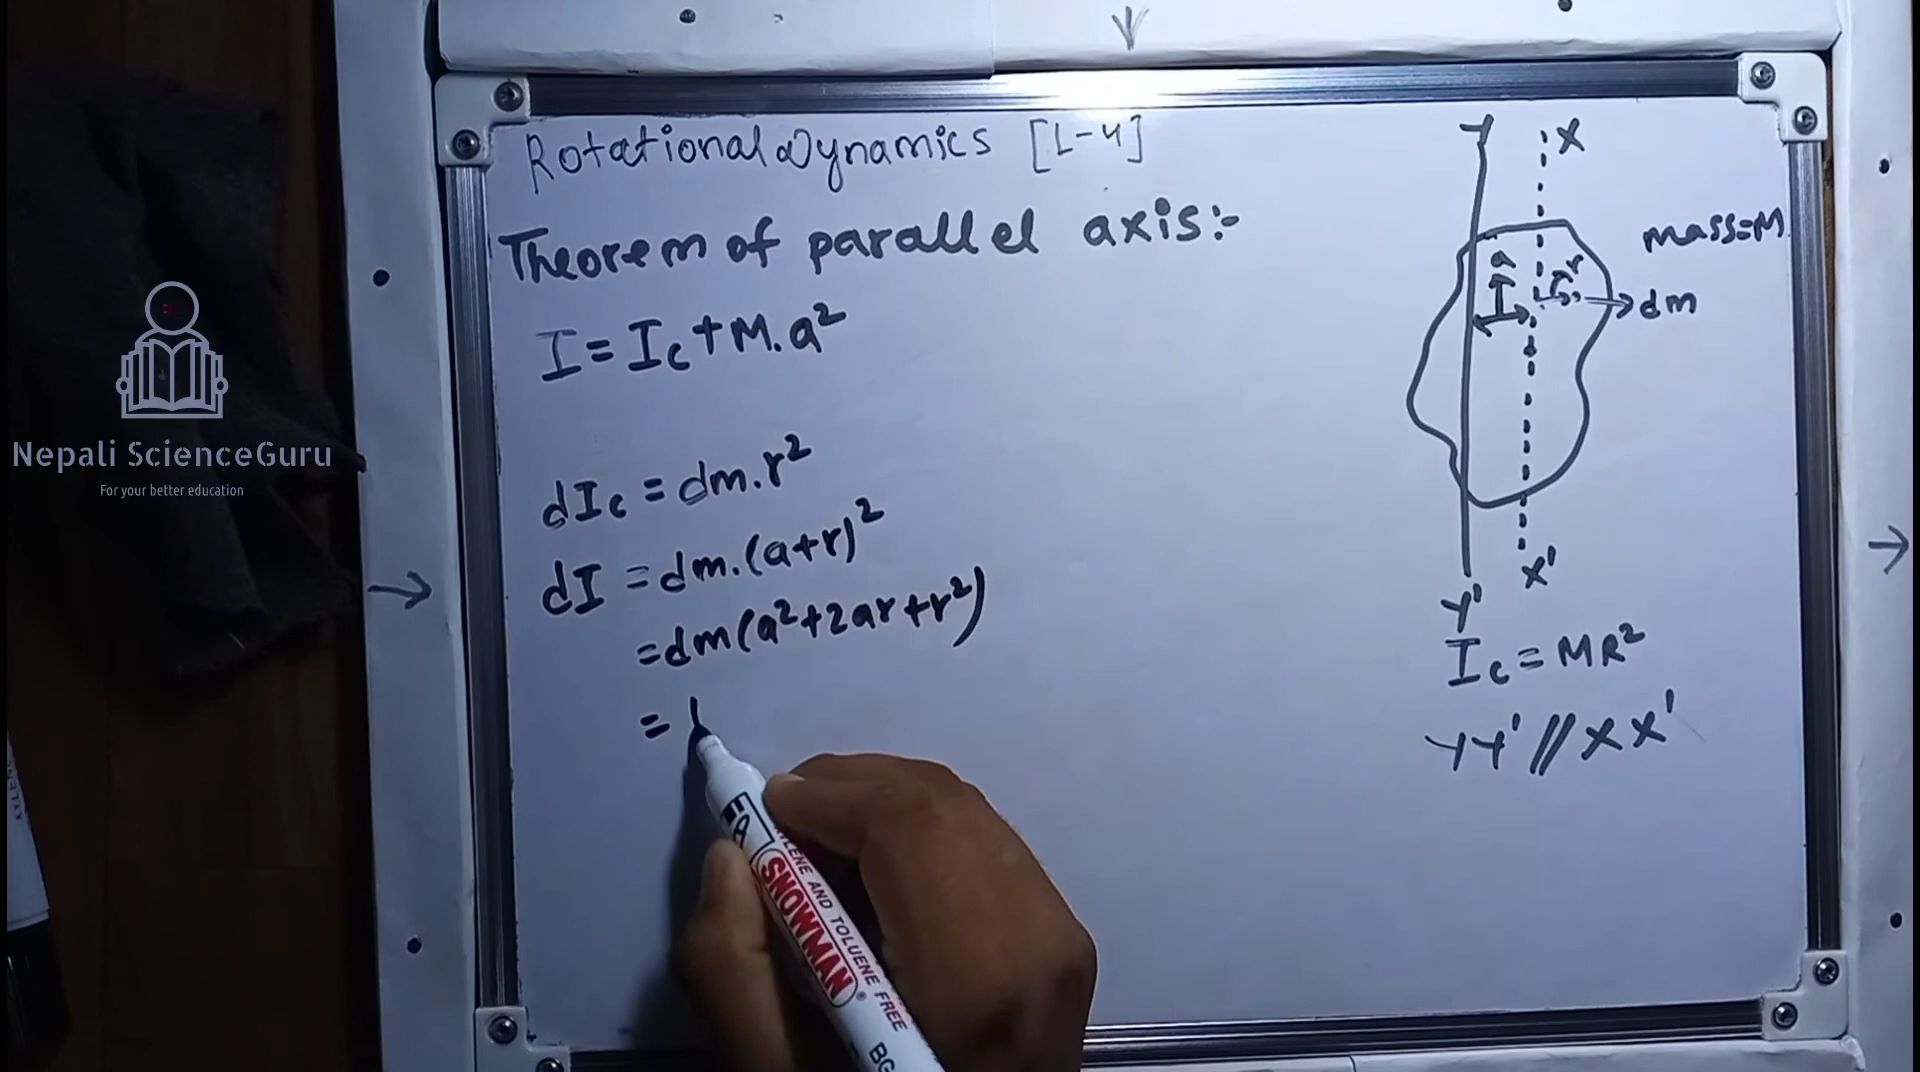 Rotational Dynamics [L-4]
Theorem of parallel axis:-
I = Ic + M.a²
dIc = dm.r²
dI = dm.(a+r)²
= dm(a²+2ar+r²)
=
Y
X
mass=M
a
r
dm
X'
Y'
Ic = MR²
YY' // XX'
Nepali ScienceGuru
For your better education
SNOWMAN
AND TOLUENE FREE
BG